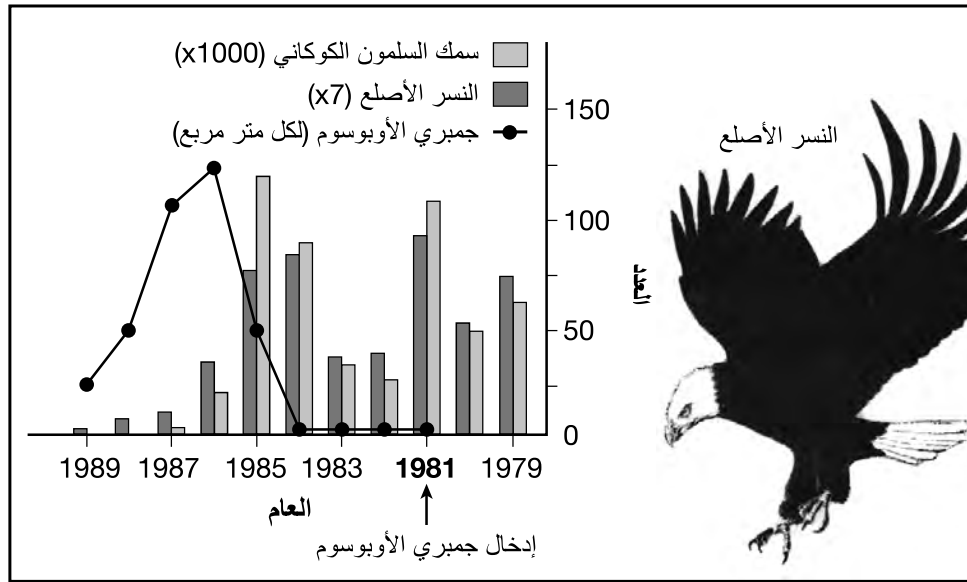 سمك السلمون الكوكاني (x1000)
النسر الأصلع (x7)
جمبري الأوبوسوم (لكل متر مربع)
النسر الأصلع
150
100
50
0
العدد
1979 1981 1983 1985 1987 1989
العام
إدخال جمبري الأوبوسوم